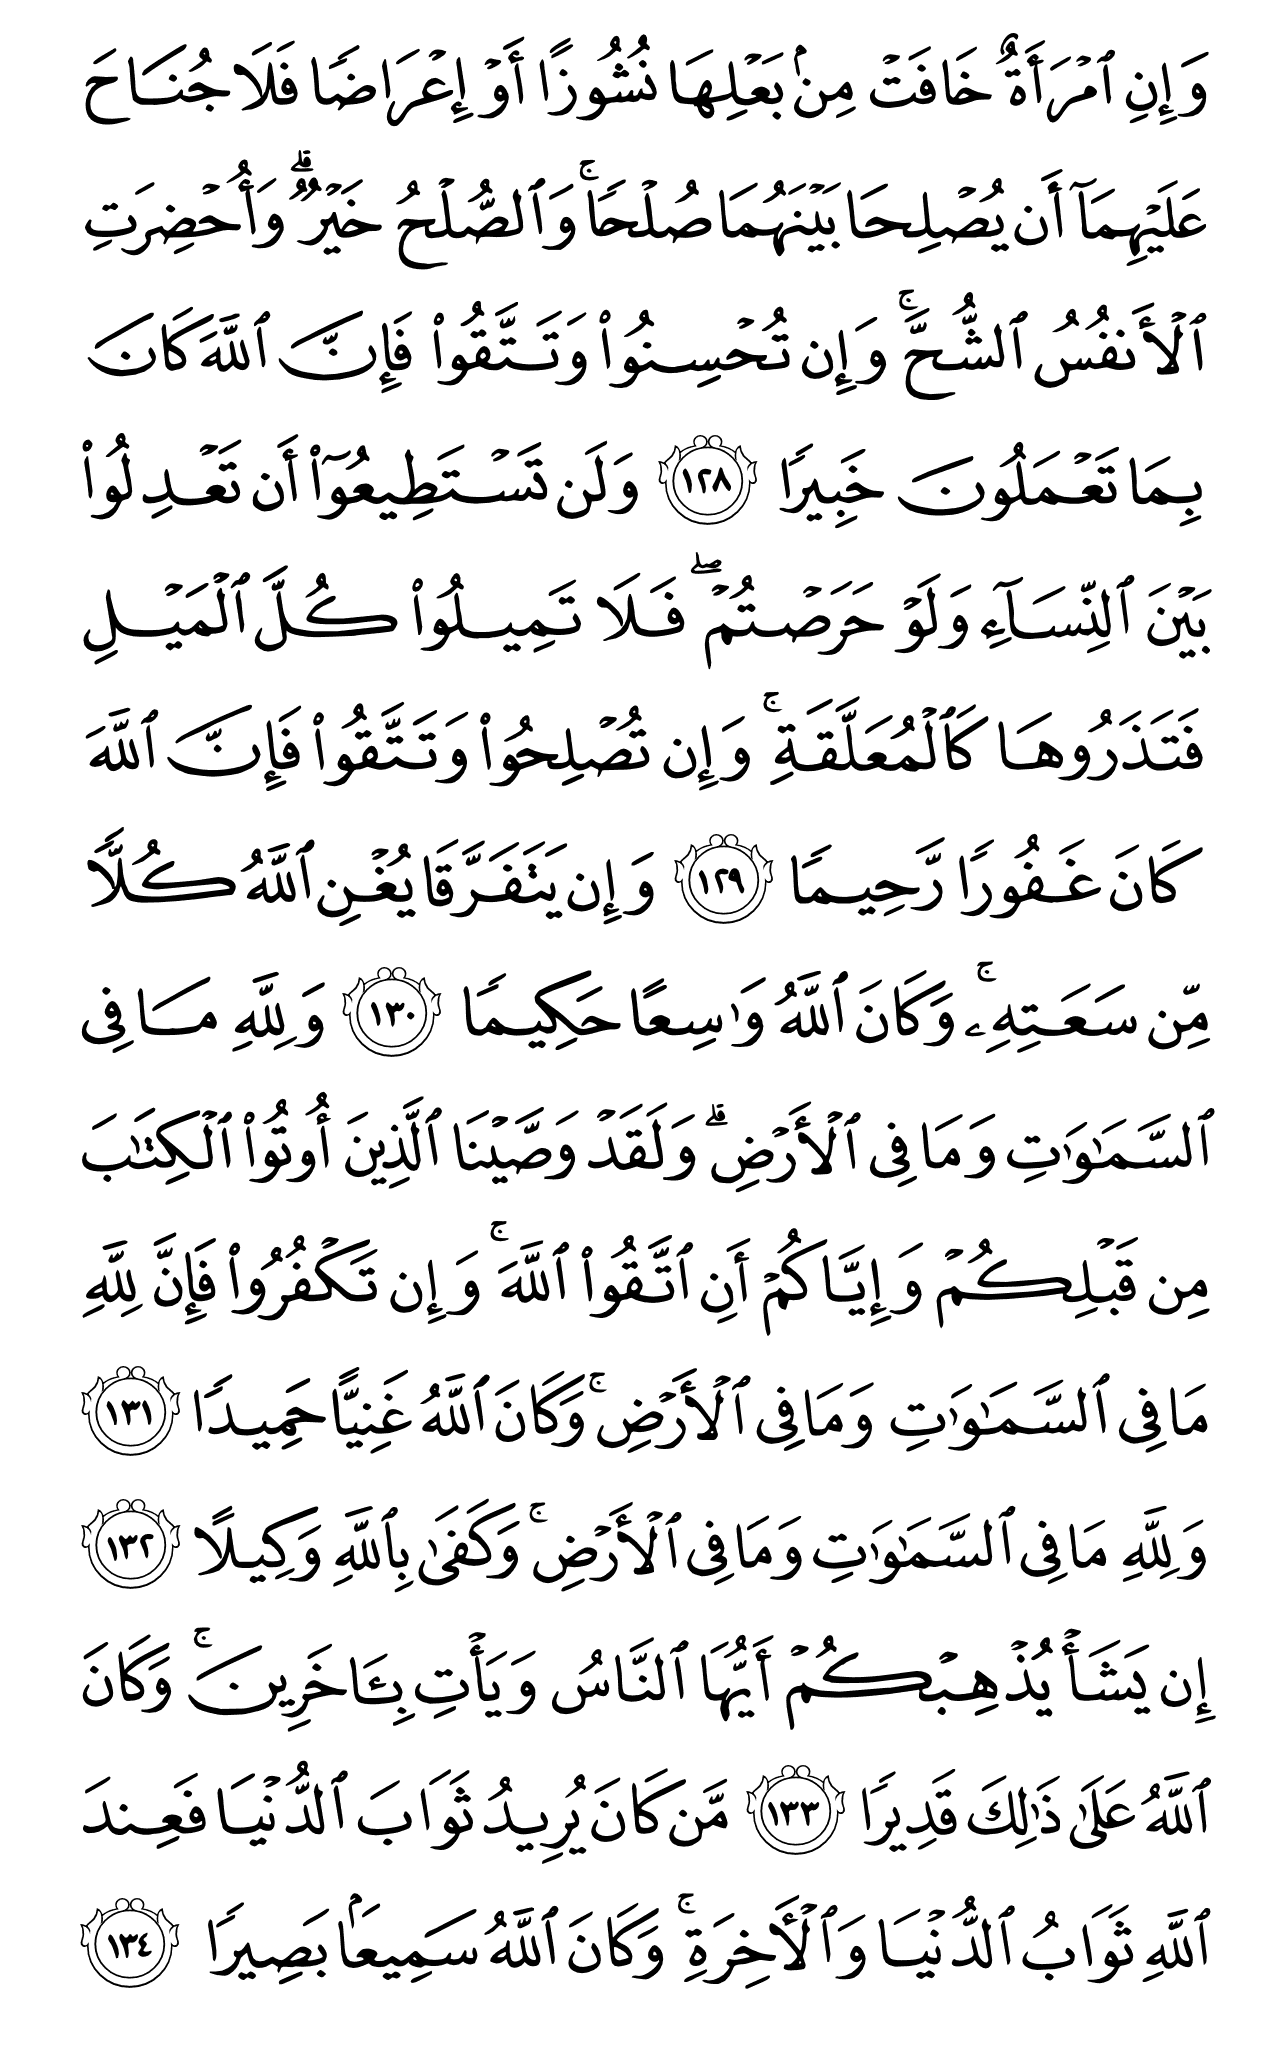 وَإِنِ ٱمۡرَأَةٌ خَافَتۡ مِنۢ بَعۡلِهَا نُشُوزًا أَوۡ إِعۡرَاضًا فَلَا جُنَاحَ
عَلَيۡهِمَآ أَن يُصۡلِحَا بَيۡنَهُمَا صُلۡحًاۚ وَٱلصُّلۡحُ خَيۡرٞۗ وَأُحۡضِرَتِ
ٱلۡأَنفُسُ ٱلشُّحَّۚ وَإِن تُحۡسِنُواْ وَتَتَّقُواْ فَإِنَّ ٱللَّهَ كَانَ
بِمَا تَعۡمَلُونَ خَبِيرًا ١٢٨ وَلَن تَسۡتَطِيعُوٓاْ أَن تَعۡدِلُواْ
بَيۡنَ ٱلنِّسَآءِ وَلَوۡ حَرَصۡتُمۡۖ فَلَا تَمِيلُواْ كُلَّ ٱلۡمَيۡلِ
فَتَذَرُوهَا كَٱلۡمُعَلَّقَةِۚ وَإِن تُصۡلِحُواْ وَتَتَّقُواْ فَإِنَّ ٱللَّهَ
كَانَ غَفُورًا رَّحِيمًا ١٢٩ وَإِن يَتَفَرَّقَا يُغۡنِ ٱللَّهُ كُلًّا
مِّن سَعَتِهِۦۚ وَكَانَ ٱللَّهُ وَٰسِعًا حَكِيمًا ١٣٠ وَلِلَّهِ مَا فِي
ٱلسَّمَٰوَٰتِ وَمَا فِي ٱلۡأَرۡضِۗ وَلَقَدۡ وَصَّيۡنَا ٱلَّذِينَ أُوتُواْ ٱلۡكِتَٰبَ
مِن قَبۡلِكُمۡ وَإِيَّاكُمۡ أَنِ ٱتَّقُواْ ٱللَّهَۚ وَإِن تَكۡفُرُواْ فَإِنَّ لِلَّهِ
مَا فِي ٱلسَّمَٰوَٰتِ وَمَا فِي ٱلۡأَرۡضِۚ وَكَانَ ٱللَّهُ غَنِيًّا حَمِيدًا ١٣١
وَلِلَّهِ مَا فِي ٱلسَّمَٰوَٰتِ وَمَا فِي ٱلۡأَرۡضِۚ وَكَفَىٰ بِٱللَّهِ وَكِيلًا ١٣٢
إِن يَشَأۡ يُذۡهِبۡكُمۡ أَيُّهَا ٱلنَّاسُ وَيَأۡتِ بِـَٔاخَرِينَۚ وَكَانَ
ٱللَّهُ عَلَىٰ ذَٰلِكَ قَدِيرًا ١٣٣ مَّن كَانَ يُرِيدُ ثَوَابَ ٱلدُّنۡيَا فَعِندَ
ٱللَّهِ ثَوَابُ ٱلدُّنۡيَا وَٱلۡأٓخِرَةِۚ وَكَانَ ٱللَّهُ سَمِيعَۢا بَصِيرًا ١٣٤